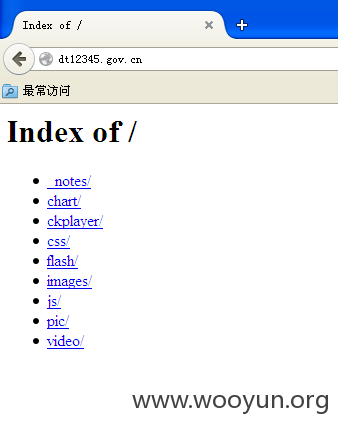 Index of /
dt12345.gov.cn
最常访问
Index of /
_notes/
chart/
ckplayer/
css/
flash/
images/
js/
pic/
video/
www.wooyun.org